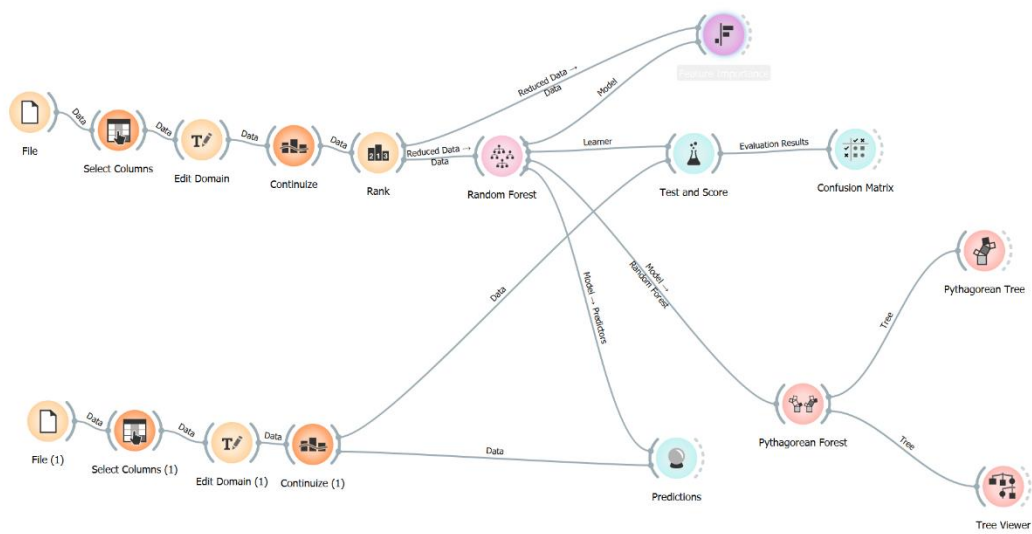 Feature Importance
Reduced Data →
Data
Model
File
Data
Select Columns
Data
Edit Domain
Data
Continuize
Data
Rank
Reduced Data →
Data
Random Forest
Learner
Test and Score
Evaluation Results
Confusion Matrix
Data
Model → Predictors
Model →
Random Forest
Pythagorean Tree
Tree
Pythagorean Forest
Tree
Tree Viewer
File (1)
Data
Select Columns (1)
Data
Edit Domain (1)
Data
Continuize (1)
Data
Predictions
213
T
T